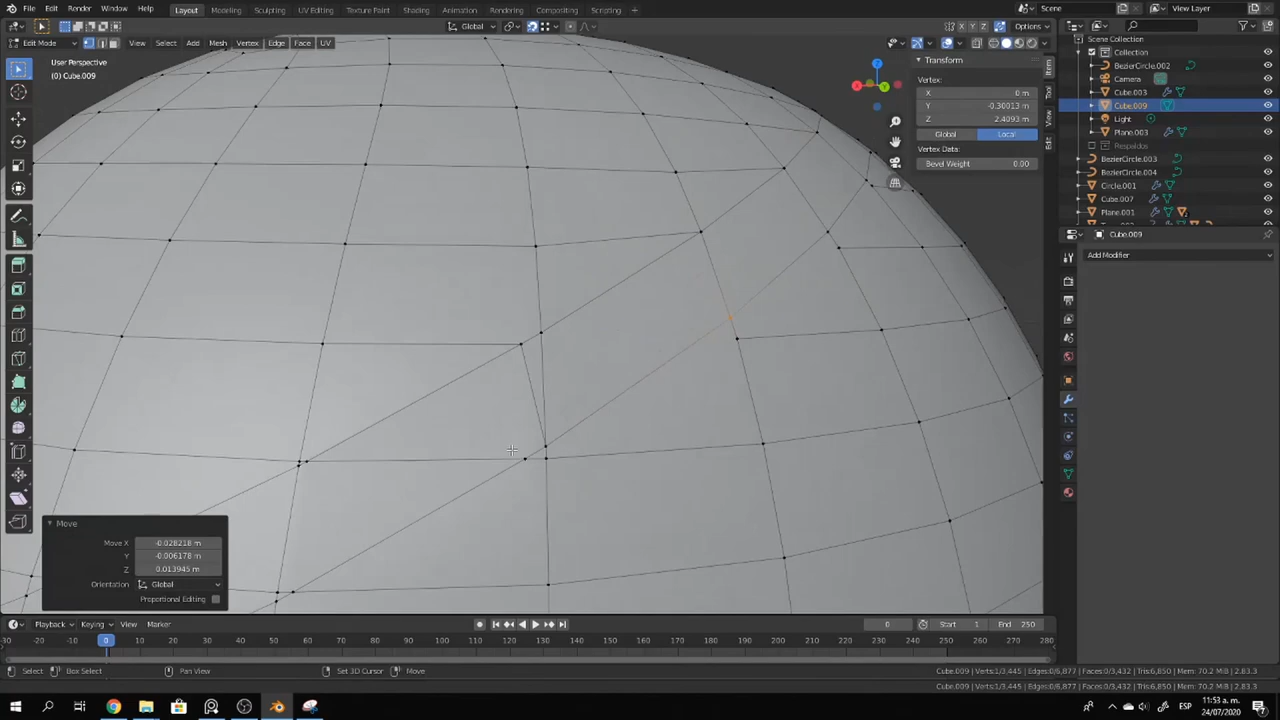 File Edit Render Window Help Layout Modeling Sculpting UV Editing Texture Paint Shading Animation Rendering Compositing Scripting + Scene View Layer
Global X Y Z Options
Edit Mode View Select Add Mesh Vertex Edge Face UV
User Perspective
(0) Cube.009
Transform
Vertex:
X 0 m
Y -0.30013 m
Z 2.4093 m
Global Local
Vertex Data:
Bevel Weight 0.00
Item
Tool
View
Edit
Scene Collection
Collection
BezierCircle.002
Camera
Cube.003
Cube.009
Light
Plane.003
Respaldos
BezierCircle.003
BezierCircle.004
Circle.001
Cube.007
Plane.001
Cube.009
Add Modifier
Move
Move X -0.028218 m
Y -0.006178 m
Z 0.013945 m
Orientation Global
Proportional Editing
Playback Keying View Marker 0 Start 1 End 250
-30 -20 -10 0 10 20 30 40 50 60 70 80 90 100 110 120 130 140 150 160 170 180 190 200 210 220 230 240 250 260 270 280
Select Box Select Pan View Set 3D Cursor Move Cube.009 | Verts:1/3,445 | Edges:0/6,877 | Faces:0/3,432 | Tris:6,850 | Mem: 70.2 MiB | 2.83.3
Cube.009 | Verts:1/3,445 | Edges:0/6,877 | Faces:0/3,432 | Tris:6,850 | Mem: 70.2 MiB | 2.83.3
ESP 11:53 a. m.
24/07/2020